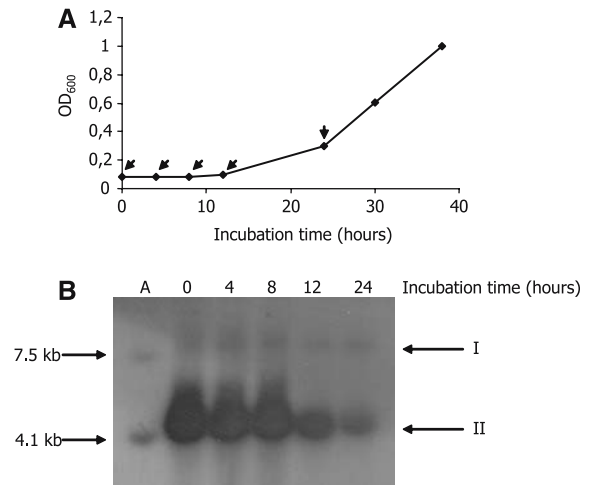 A
1,2
1
0,8
0,6
0,4
0,2
0
OD600
0 10 20 30 40
Incubation time (hours)
B
A 0 4 8 12 24 Incubation time (hours)
7.5 kb
I
4.1 kb
II